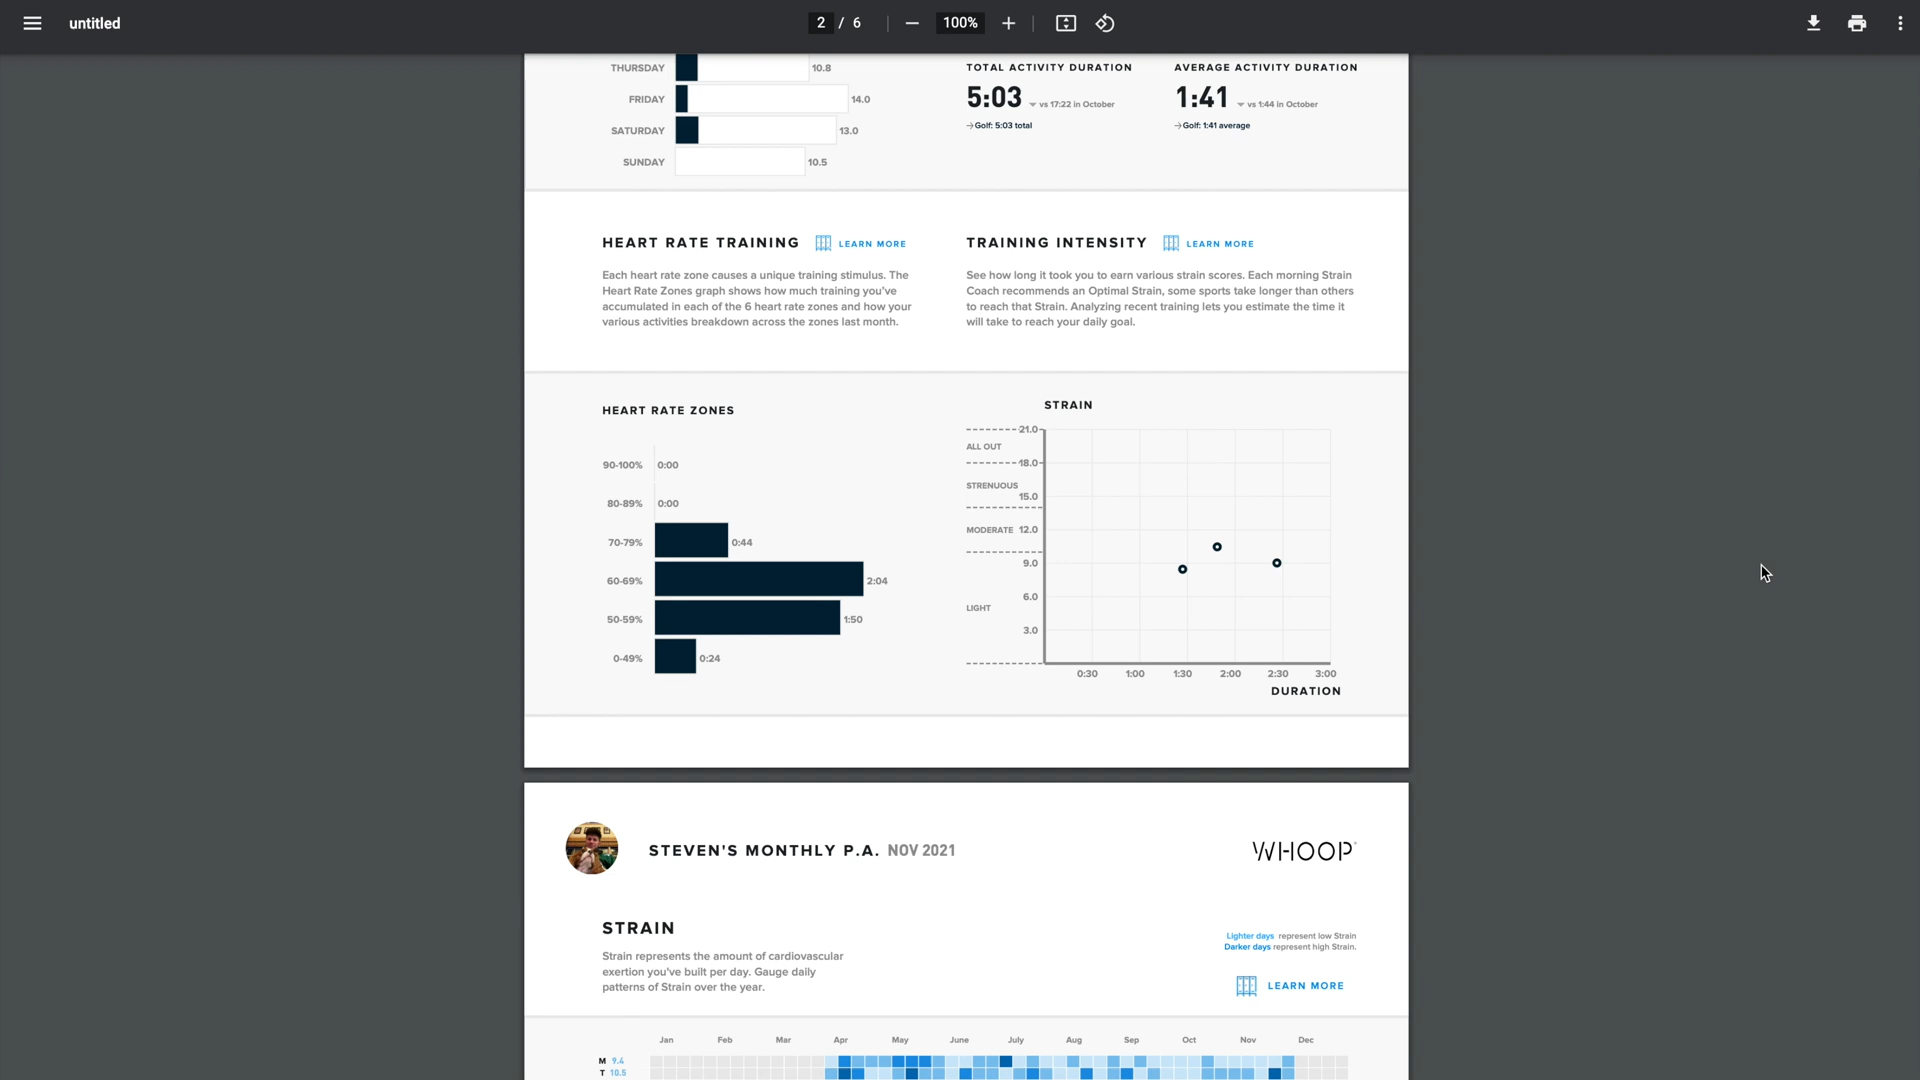 untitled
2 / 6
100%
THURSDAY 10.8
FRIDAY 14.0
SATURDAY 13.0
SUNDAY 10.5
TOTAL ACTIVITY DURATION
5:03 vs 17:22 in October
Golf: 5:03 total
AVERAGE ACTIVITY DURATION
1:41 vs 1:44 in October
Golf: 1:41 average
HEART RATE TRAINING LEARN MORE
Each heart rate zone causes a unique training stimulus. The
Heart Rate Zones graph shows how much training you've
accumulated in each of the 6 heart rate zones and how your
various activities breakdown across the zones last month.
TRAINING INTENSITY LEARN MORE
See how long it took you to earn various strain scores. Each morning Strain
Coach recommends an Optimal Strain, some sports take longer than others
to reach that Strain. Analyzing recent training lets you estimate the time it
will take to reach your daily goal.
HEART RATE ZONES
90-100% 0:00
80-89% 0:00
70-79% 0:44
60-69% 2:04
50-59% 1:50
0-49% 0:24
STRAIN
21.0
ALL OUT
18.0
STRENUOUS
15.0
MODERATE 12.0
9.0
6.0
LIGHT
3.0
0:30 1:00 1:30 2:00 2:30 3:00
DURATION
STEVEN'S MONTHLY P.A. NOV 2021
WHOOP
STRAIN
Strain represents the amount of cardiovascular
exertion you've built per day. Gauge daily
patterns of Strain over the year.
Lighter days represent low Strain
Darker days represent high Strain.
LEARN MORE
Jan Feb Mar Apr May June July Aug Sep Oct Nov Dec
M 9.4
T 10.5